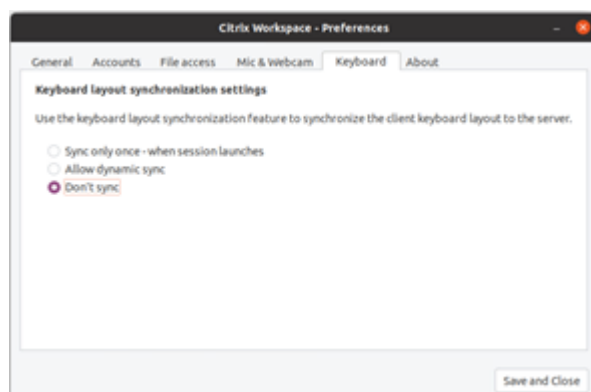 Citrix Workspace - Preferences
General Accounts File access Mic & Webcam Keyboard About
Keyboard layout synchronization settings
Use the keyboard layout synchronization feature to synchronize the client keyboard layout to the server.
Sync only once - when session launches
Allow dynamic sync
Don't sync
Save and Close